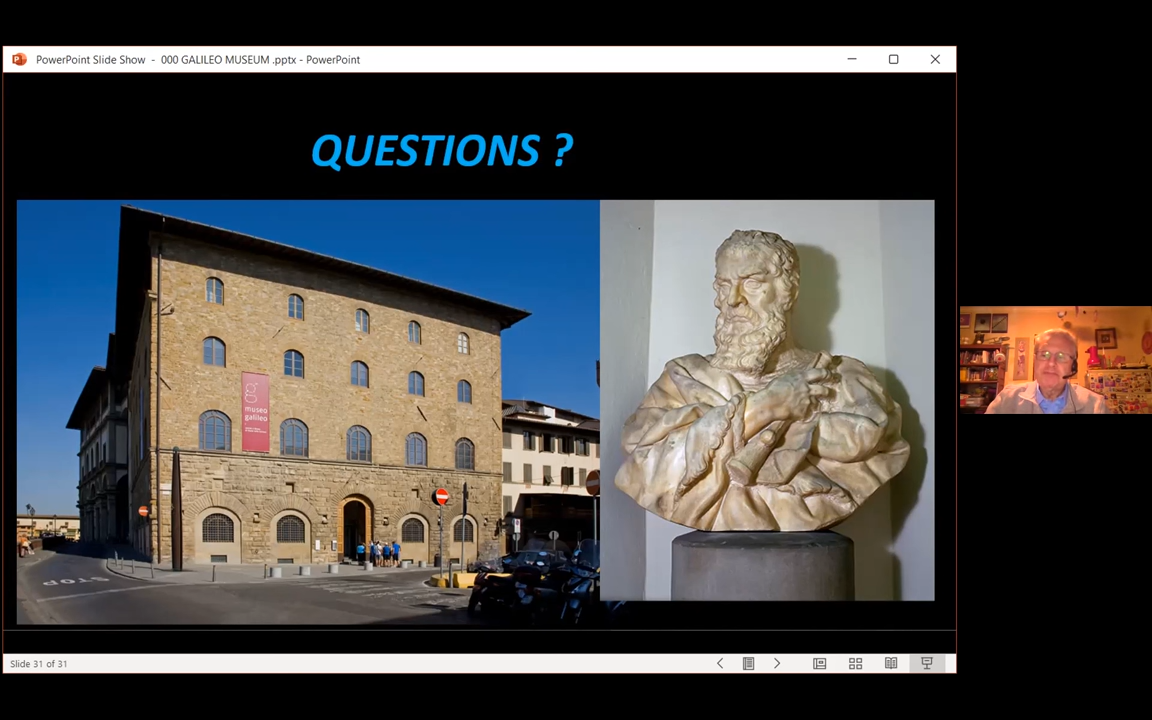 PowerPoint Slide Show - 000 GALILEO MUSEUM .pptx - PowerPoint
QUESTIONS ?
g
museo
galileo
STOP
Slide 31 of 31